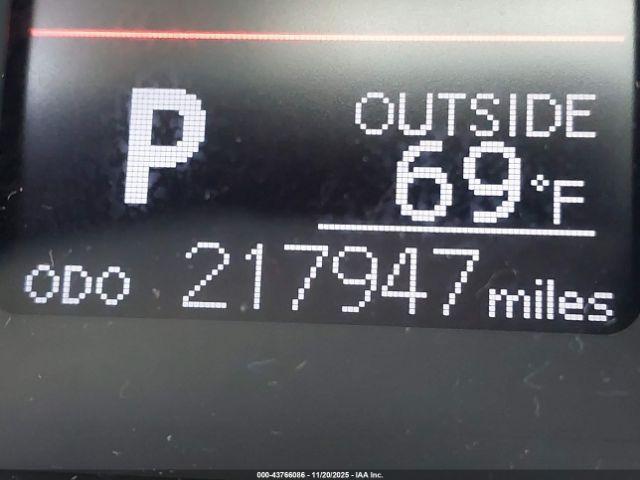 P
OUTSIDE
69°F
ODO 217947 miles
000-43766086 - 11/20/2025 - IAA Inc.